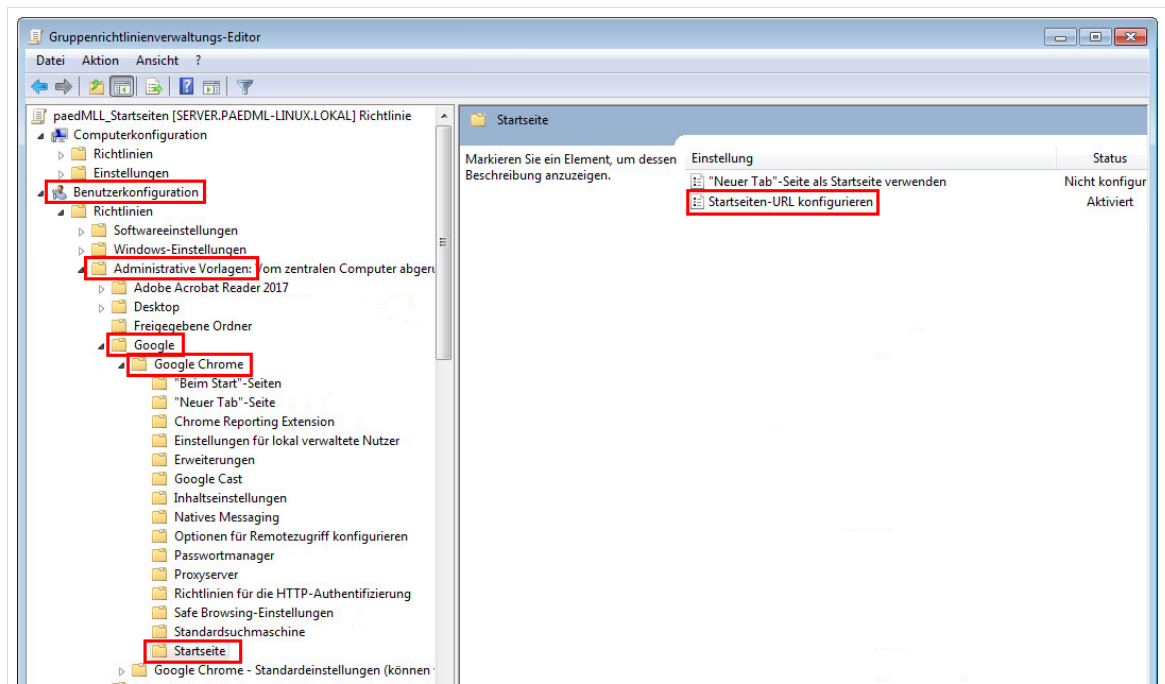 Gruppenrichtlinienverwaltungs-Editor
Datei Aktion Ansicht ?
paedMLL_Startseiten [SERVER.PAEDML-LINUX.LOKAL] Richtlinie
Computerkonfiguration
Richtlinien
Einstellungen
Benutzerkonfiguration
Richtlinien
Softwareeinstellungen
Windows-Einstellungen
Administrative Vorlagen: Vom zentralen Computer abgeru
Adobe Acrobat Reader 2017
Desktop
Freigegebene Ordner
Google
Google Chrome
"Beim Start"-Seiten
"Neuer Tab"-Seite
Chrome Reporting Extension
Einstellungen für lokal verwaltete Nutzer
Erweiterungen
Google Cast
Inhaltseinstellungen
Natives Messaging
Optionen für Remotezugriff konfigurieren
Passwortmanager
Proxyserver
Richtlinien für die HTTP-Authentifizierung
Safe Browsing-Einstellungen
Standardsuchmaschine
Startseite
Google Chrome - Standardeinstellungen (können
Startseite
Markieren Sie ein Element, um dessen
Beschreibung anzuzeigen.
Einstellung Status
"Neuer Tab"-Seite als Startseite verwenden Nicht konfigur
Startseiten-URL konfigurieren Aktiviert